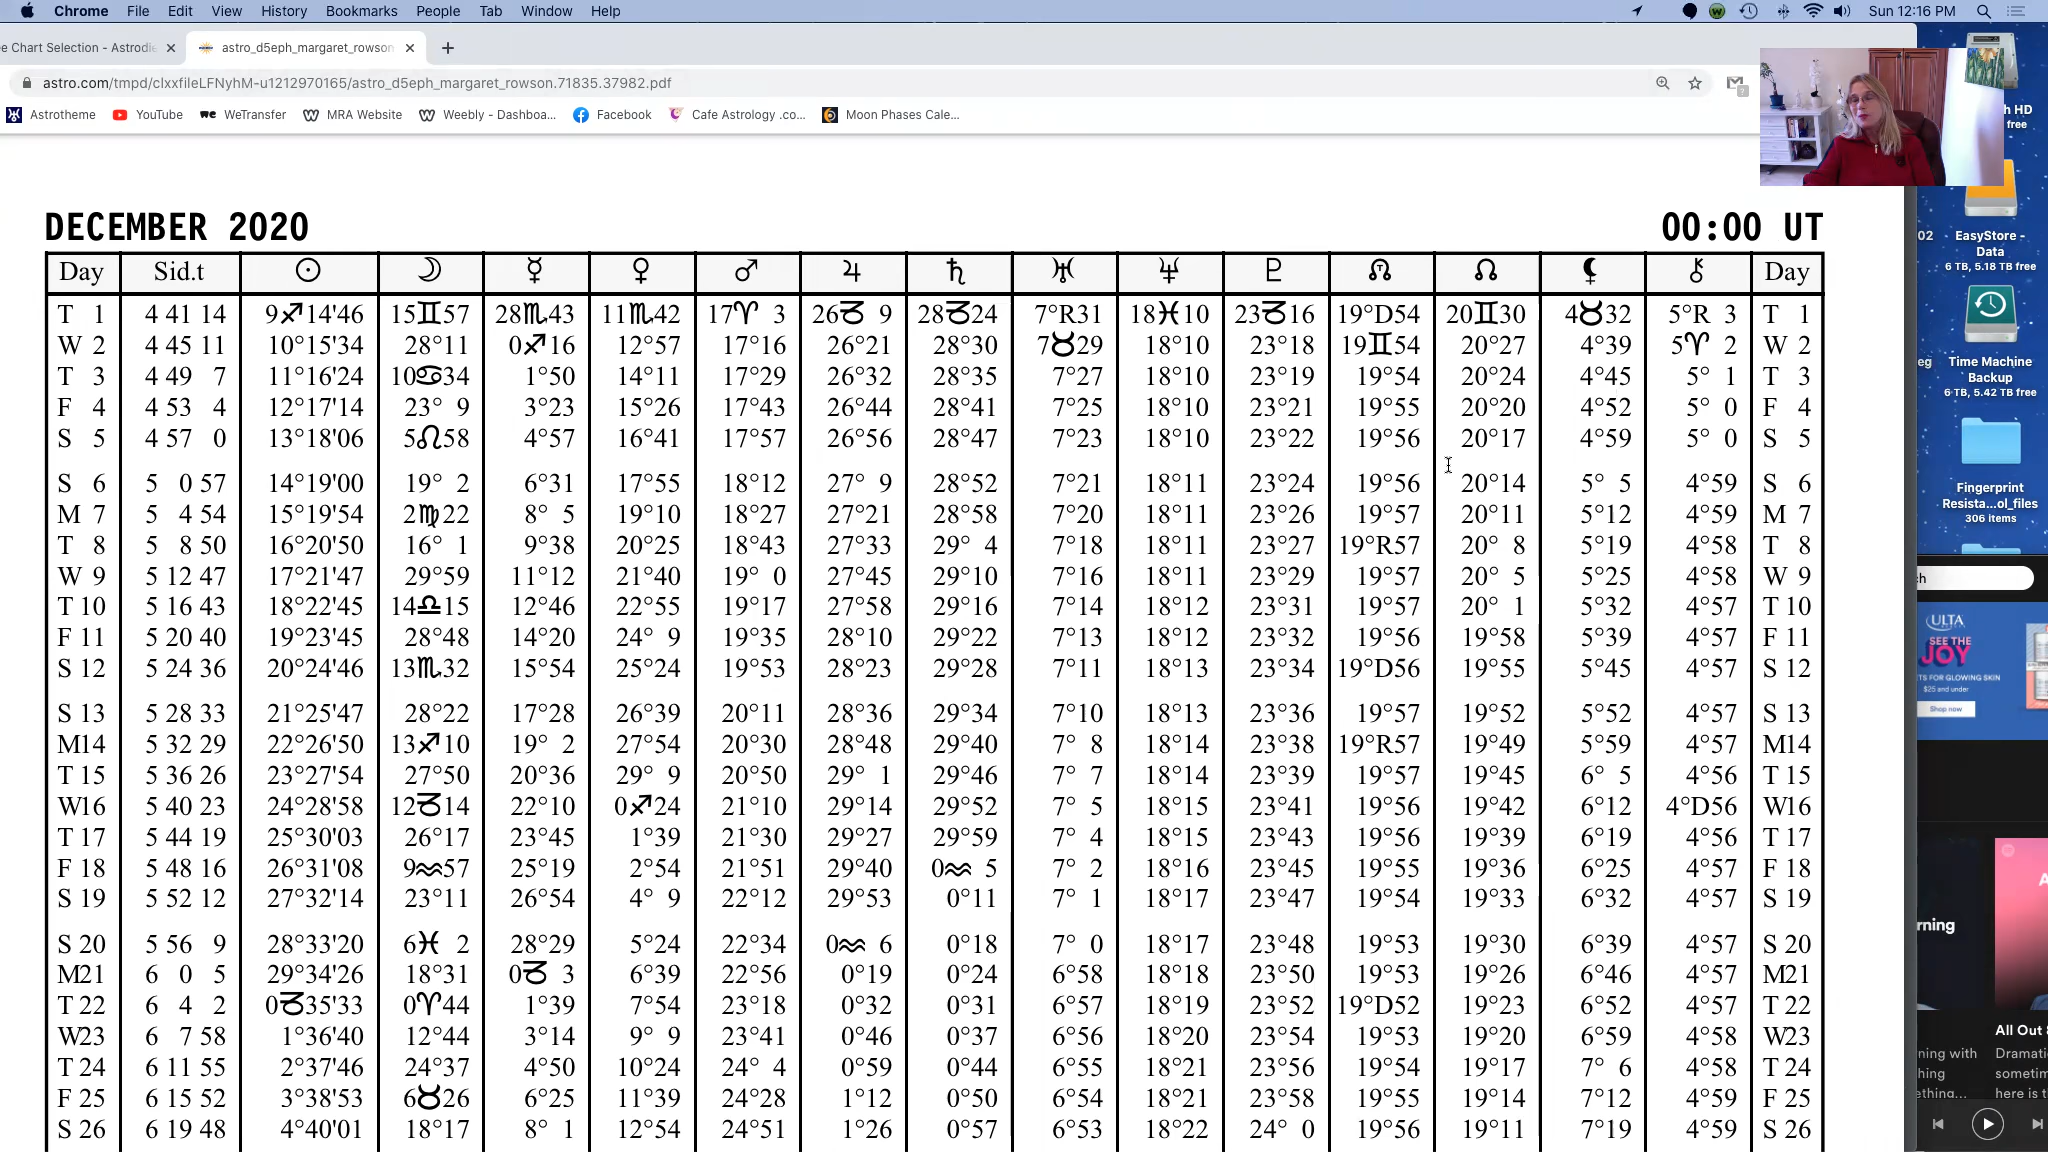 Chrome File Edit View History Bookmarks People Tab Window Help Sun 12:16 PM
e Chart Selection - Astrodie astro_d5eph_margaret_rowson
astro.com/tmpd/clxxfileLFNyhM-u1212970165/astro_d5eph_margaret_rowson.71835.37982.pdf
Astrotheme YouTube WeTransfer MRA Website Weebly - Dashboa... Facebook Cafe Astrology .co... Moon Phases Cale...
DECEMBER 2020 00:00 UT
Day Sid.t ☉ ☽ ☿ ♀ ♂ ♃ ♄ ♅ ♆ ♇ ☊ ☊ ⚸ ⚷ Day
T 1 4 41 14 9♐14'46 15♊57 28♏43 11♏42 17♈ 3 26♑ 9 28♑24 7°R31 18♓10 23♑16 19°D54 20♊30 4♉32 5°R 3 T 1
W 2 4 45 11 10°15'34 28°11 0♐16 12°57 17°16 26°21 28°30 7♉29 18°10 23°18 19♊54 20°27 4°39 5♈ 2 W 2
T 3 4 49 7 11°16'24 10♋34 1°50 14°11 17°29 26°32 28°35 7°27 18°10 23°19 19°54 20°24 4°45 5° 1 T 3
F 4 4 53 4 12°17'14 23° 9 3°23 15°26 17°43 26°44 28°41 7°25 18°10 23°21 19°55 20°20 4°52 5° 0 F 4
S 5 4 57 0 13°18'06 5♌58 4°57 16°41 17°57 26°56 28°47 7°23 18°10 23°22 19°56 20°17 4°59 5° 0 S 5
S 6 5 0 57 14°19'00 19° 2 6°31 17°55 18°12 27° 9 28°52 7°21 18°11 23°24 19°56 20°14 5° 5 4°59 S 6
M 7 5 4 54 15°19'54 2♍22 8° 5 19°10 18°27 27°21 28°58 7°20 18°11 23°26 19°57 20°11 5°12 4°59 M 7
T 8 5 8 50 16°20'50 16° 1 9°38 20°25 18°43 27°33 29° 4 7°18 18°11 23°27 19°R57 20° 8 5°19 4°58 T 8
W 9 5 12 47 17°21'47 29°59 11°12 21°40 19° 0 27°45 29°10 7°16 18°11 23°29 19°57 20° 5 5°25 4°58 W 9
T 10 5 16 43 18°22'45 14♎15 12°46 22°55 19°17 27°58 29°16 7°14 18°12 23°31 19°57 20° 1 5°32 4°57 T 10
F 11 5 20 40 19°23'45 28°48 14°20 24° 9 19°35 28°10 29°22 7°13 18°12 23°32 19°56 19°58 5°39 4°57 F 11
S 12 5 24 36 20°24'46 13♏32 15°54 25°24 19°53 28°23 29°28 7°11 18°13 23°34 19°D56 19°55 5°45 4°57 S 12
S 13 5 28 33 21°25'47 28°22 17°28 26°39 20°11 28°36 29°34 7°10 18°13 23°36 19°57 19°52 5°52 4°57 S 13
M14 5 32 29 22°26'50 13♐10 19° 2 27°54 20°30 28°48 29°40 7° 8 18°14 23°38 19°R57 19°49 5°59 4°57 M14
T 15 5 36 26 23°27'54 27°50 20°36 29° 9 20°50 29° 1 29°46 7° 7 18°14 23°39 19°57 19°45 6° 5 4°56 T 15
W16 5 40 23 24°28'58 12♑14 22°10 0♐24 21°10 29°14 29°52 7° 5 18°15 23°41 19°56 19°42 6°12 4°D56 W16
T 17 5 44 19 25°30'03 26°17 23°45 1°39 21°30 29°27 29°59 7° 4 18°15 23°43 19°56 19°39 6°19 4°56 T 17
F 18 5 48 16 26°31'08 9♒57 25°19 2°54 21°51 29°40 0♒ 5 7° 2 18°16 23°45 19°55 19°36 6°25 4°57 F 18
S 19 5 52 12 27°32'14 23°11 26°54 4° 9 22°12 29°53 0°11 7° 1 18°17 23°47 19°54 19°33 6°32 4°57 S 19
S 20 5 56 9 28°33'20 6♓ 2 28°29 5°24 22°34 0♒ 6 0°18 7° 0 18°17 23°48 19°53 19°30 6°39 4°57 S 20
M21 6 0 5 29°34'26 18°31 0♑ 3 6°39 22°56 0°19 0°24 6°58 18°18 23°50 19°53 19°26 6°46 4°57 M21
T 22 6 4 2 0♑35'33 0♈44 1°39 7°54 23°18 0°32 0°31 6°57 18°19 23°52 19°D52 19°23 6°52 4°57 T 22
W23 6 7 58 1°36'40 12°44 3°14 9° 9 23°41 0°46 0°37 6°56 18°20 23°54 19°53 19°20 6°59 4°58 W23
T 24 6 11 55 2°37'46 24°37 4°50 10°24 24° 4 0°59 0°44 6°55 18°21 23°56 19°54 19°17 7° 6 4°58 T 24
F 25 6 15 52 3°38'53 6♉26 6°25 11°39 24°28 1°12 0°50 6°54 18°21 23°58 19°55 19°14 7°12 4°59 F 25
S 26 6 19 48 4°40'01 18°17 8° 1 12°54 24°51 1°26 0°57 6°53 18°22 24° 0 19°56 19°11 7°19 4°59 S 26
h HD
free
02 EasyStore -
Data
6 TB, 5.18 TB free
eg Time Machine
Backup
6 TB, 5.42 TB free
Fingerprint
Resista...ol_files
306 items
ch
ULTA
SEE THE
JOY
TS FOR GLOWING SKIN
$25 and under
Shop now
A
rning
All Out 8
ning with Dramatic
hing sometim
ething... here is t